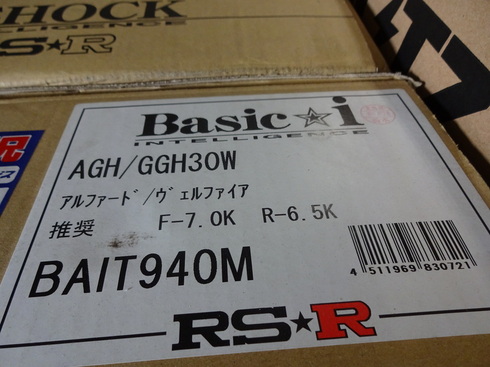 SHOCK
RS★R
Basic☆i
INTELLIGENCE
AGH/GGH30W
ｱﾙﾌｧｰﾄﾞ/ｳﾞｪﾙﾌｧｲｱ
推奨 F-7.0K R-6.5K
BAIT940M
4 511969 830721
RS★R